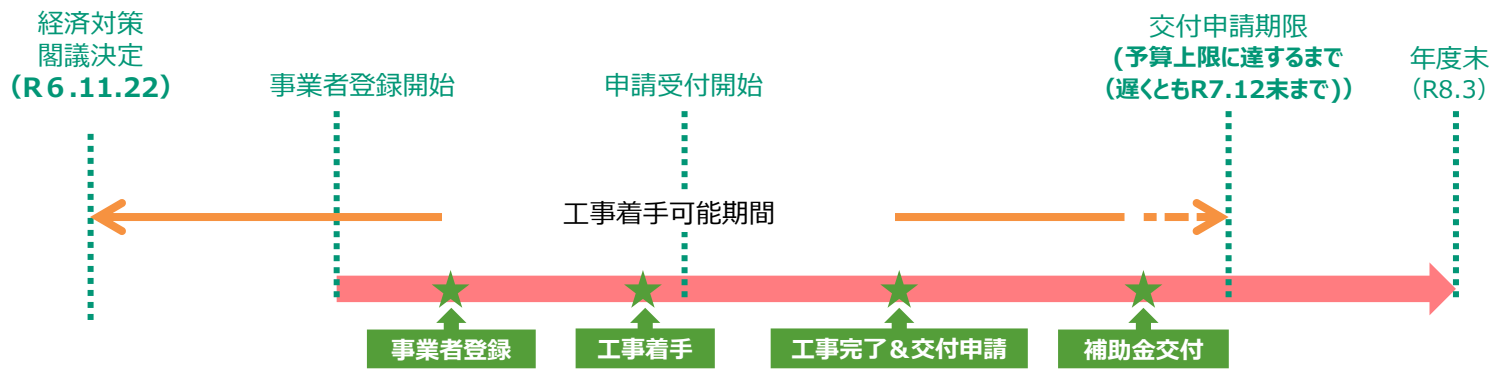 経済対策
閣議決定
（R６.11.22）
事業者登録開始
申請受付開始
交付申請期限
(予算上限に達するまで
（遅くともR7.12末まで)）
年度末
（R8.3）
工事着手可能期間
事業者登録
工事着手
工事完了＆交付申請
補助金交付